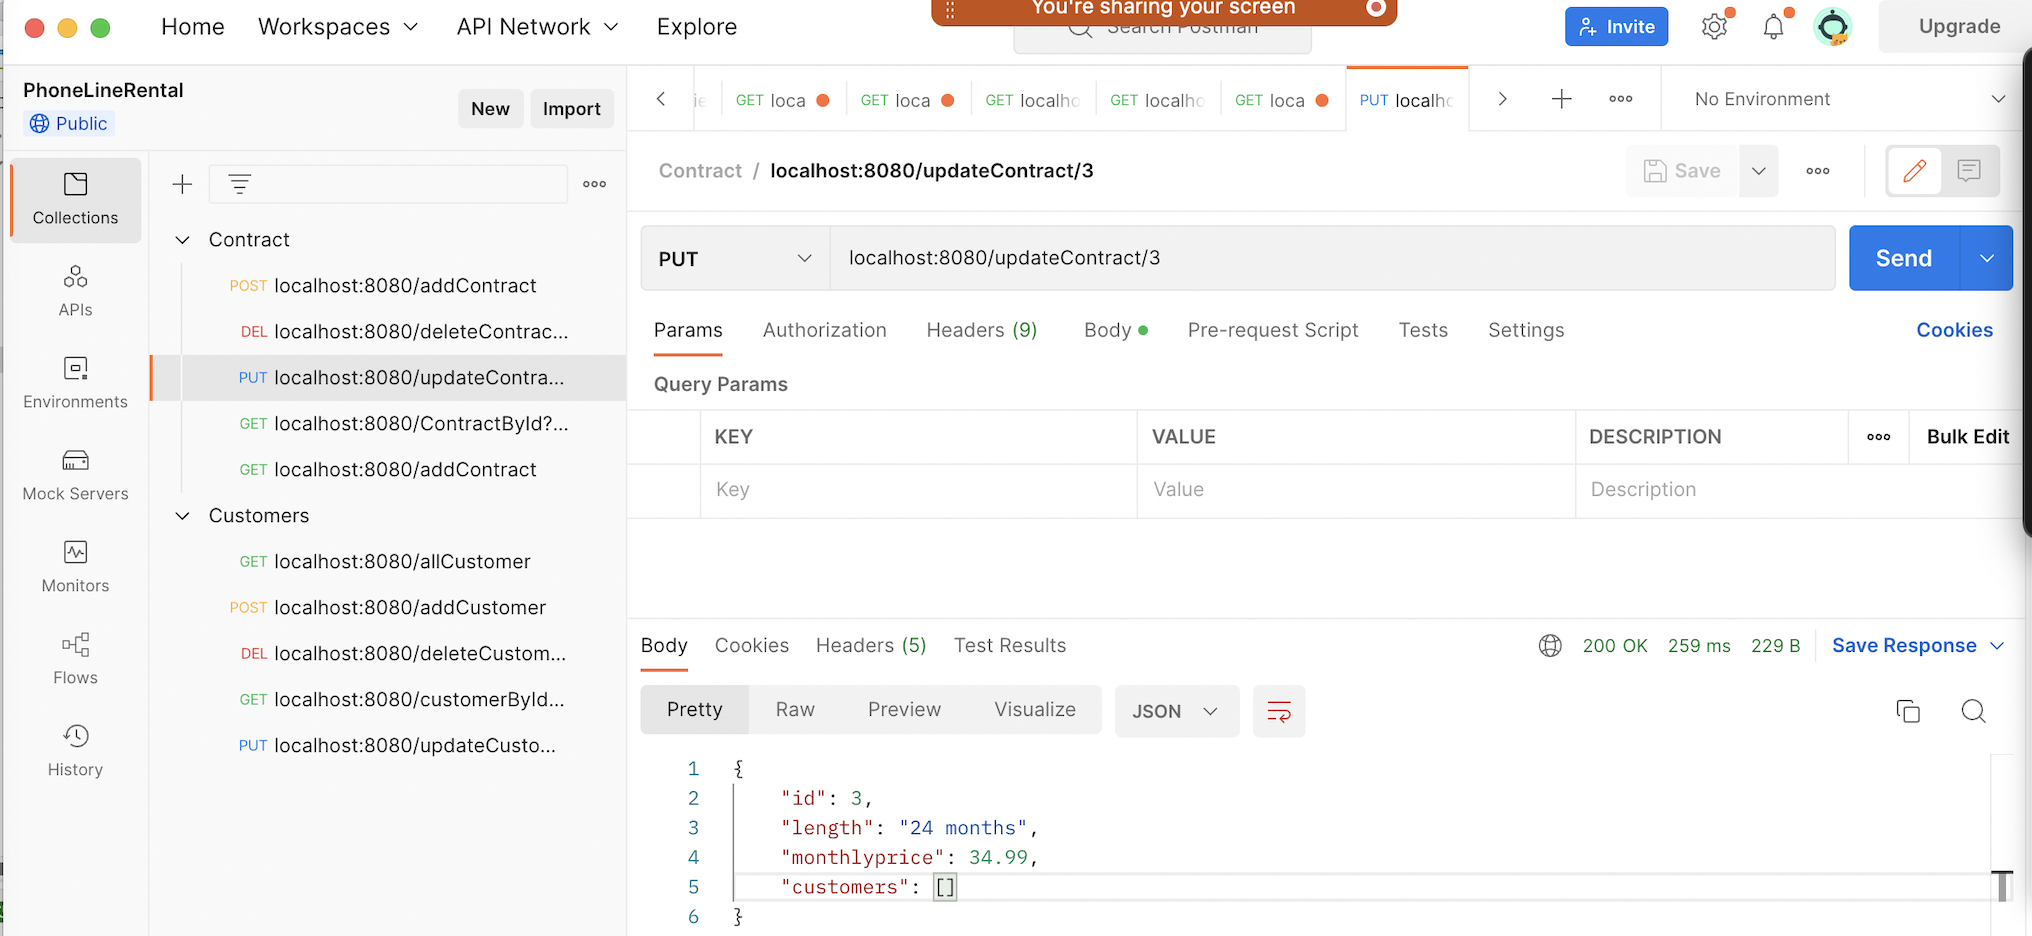 Home Workspaces API Network Explore
You're sharing your screen
Search Postman
Invite
Upgrade
PhoneLineRental
Public
New Import
GET loca GET loca GET localho GET localho GET loca PUT localho
No Environment
Contract / localhost:8080/updateContract/3
Save
Collections
APIs
Environments
Mock Servers
Monitors
Flows
History
Contract
POST localhost:8080/addContract
DEL localhost:8080/deleteContrac...
PUT localhost:8080/updateContra...
GET localhost:8080/ContractById?...
GET localhost:8080/addContract
Customers
GET localhost:8080/allCustomer
POST localhost:8080/addCustomer
DEL localhost:8080/deleteCustom...
GET localhost:8080/customerById...
PUT localhost:8080/updateCusto...
PUT localhost:8080/updateContract/3 Send
Params Authorization Headers (9) Body Pre-request Script Tests Settings Cookies
Query Params
KEY VALUE DESCRIPTION Bulk Edit
Key Value Description
Body Cookies Headers (5) Test Results
200 OK 259 ms 229 B Save Response
Pretty Raw Preview Visualize JSON
1 {
2 "id": 3,
3 "length": "24 months",
4 "monthlyprice": 34.99,
5 "customers": []
6 }